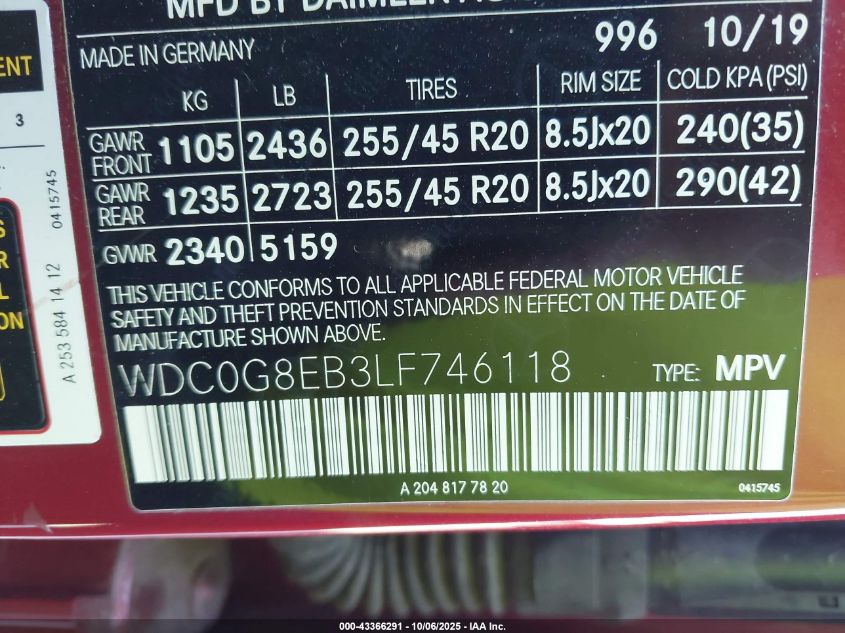 MFD BY DAIMLER
MADE IN GERMANY 996 10/19
KG LB TIRES RIM SIZE COLD KPA (PSI)
GAWR FRONT 1105 2436 255/45 R20 8.5Jx20 240(35)
GAWR REAR 1235 2723 255/45 R20 8.5Jx20 290(42)
GVWR 2340 5159
THIS VEHICLE CONFORMS TO ALL APPLICABLE FEDERAL MOTOR VEHICLE
SAFETY AND THEFT PREVENTION STANDARDS IN EFFECT ON THE DATE OF
MANUFACTURE SHOWN ABOVE.
WDC0G8EB3LF746118 TYPE: MPV
A 204 817 78 20 0415745
3
A 253 584 14 12 0415745
000-43366291 - 10/06/2025 - IAA Inc.